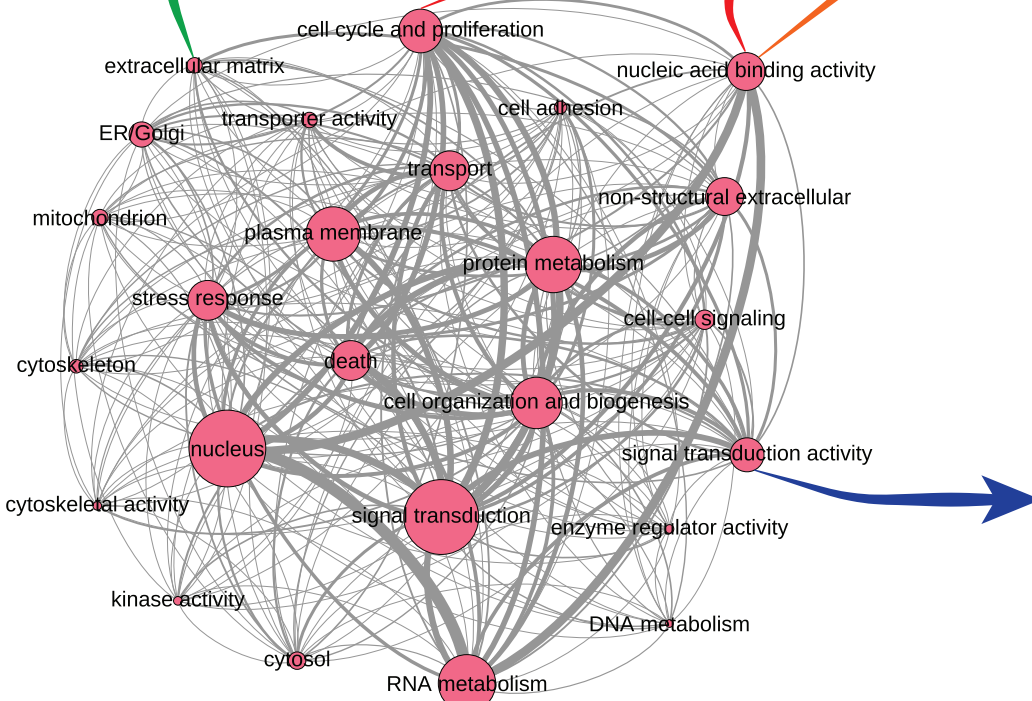 cell cycle and proliferation
extracellular matrix
nucleic acid binding activity
cell adhesion
transporter activity
ER/Golgi
transport
non-structural extracellular
mitochondrion
plasma membrane
protein metabolism
stress response
cell-cell signaling
death
cytoskeleton
cell organization and biogenesis
nucleus
signal transduction activity
cytoskeletal activity
signal transduction
enzyme regulator activity
kinase activity
DNA metabolism
cytosol
RNA metabolism